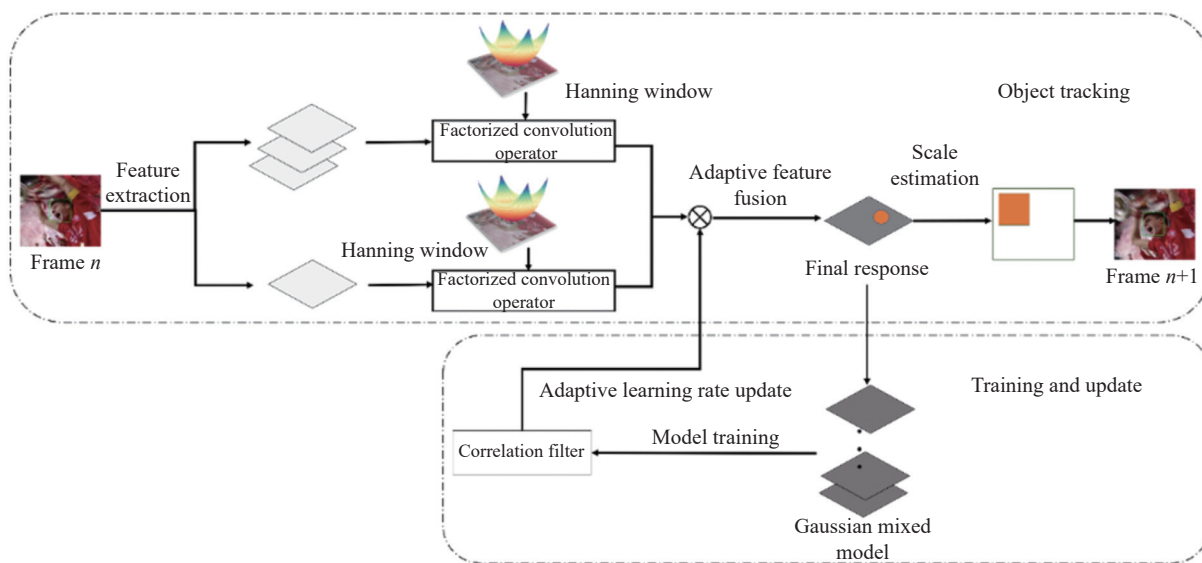 Hanning window
Object tracking
Factorized convolution
operator
Feature
extraction
Adaptive feature
fusion
Scale
estimation
Frame n
Hanning window
Factorized convolution
operator
Final response
Frame n+1
Adaptive learning rate update
Training and update
Model training
Correlation filter
Gaussian mixed
model